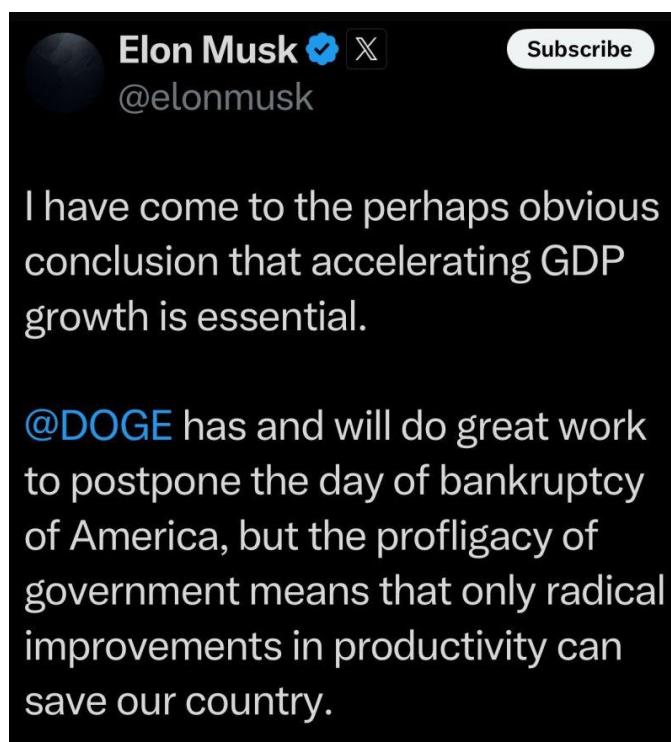 Elon Musk 𝕏
Subscribe
@elonmusk
I have come to the perhaps obvious
conclusion that accelerating GDP
growth is essential.
@DOGE has and will do great work
to postpone the day of bankruptcy
of America, but the profligacy of
government means that only radical
improvements in productivity can
save our country.